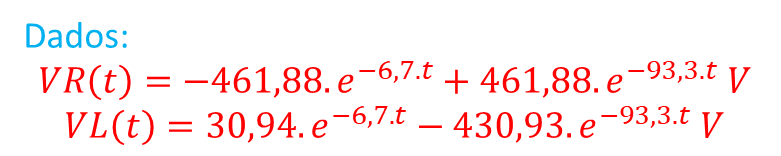 Dados:
VR(t) = −461,88.e^{−6,7.t} + 461,88.e^{−93,3.t} V
VL(t) = 30,94.e^{−6,7.t} − 430,93.e^{−93,3.t} V